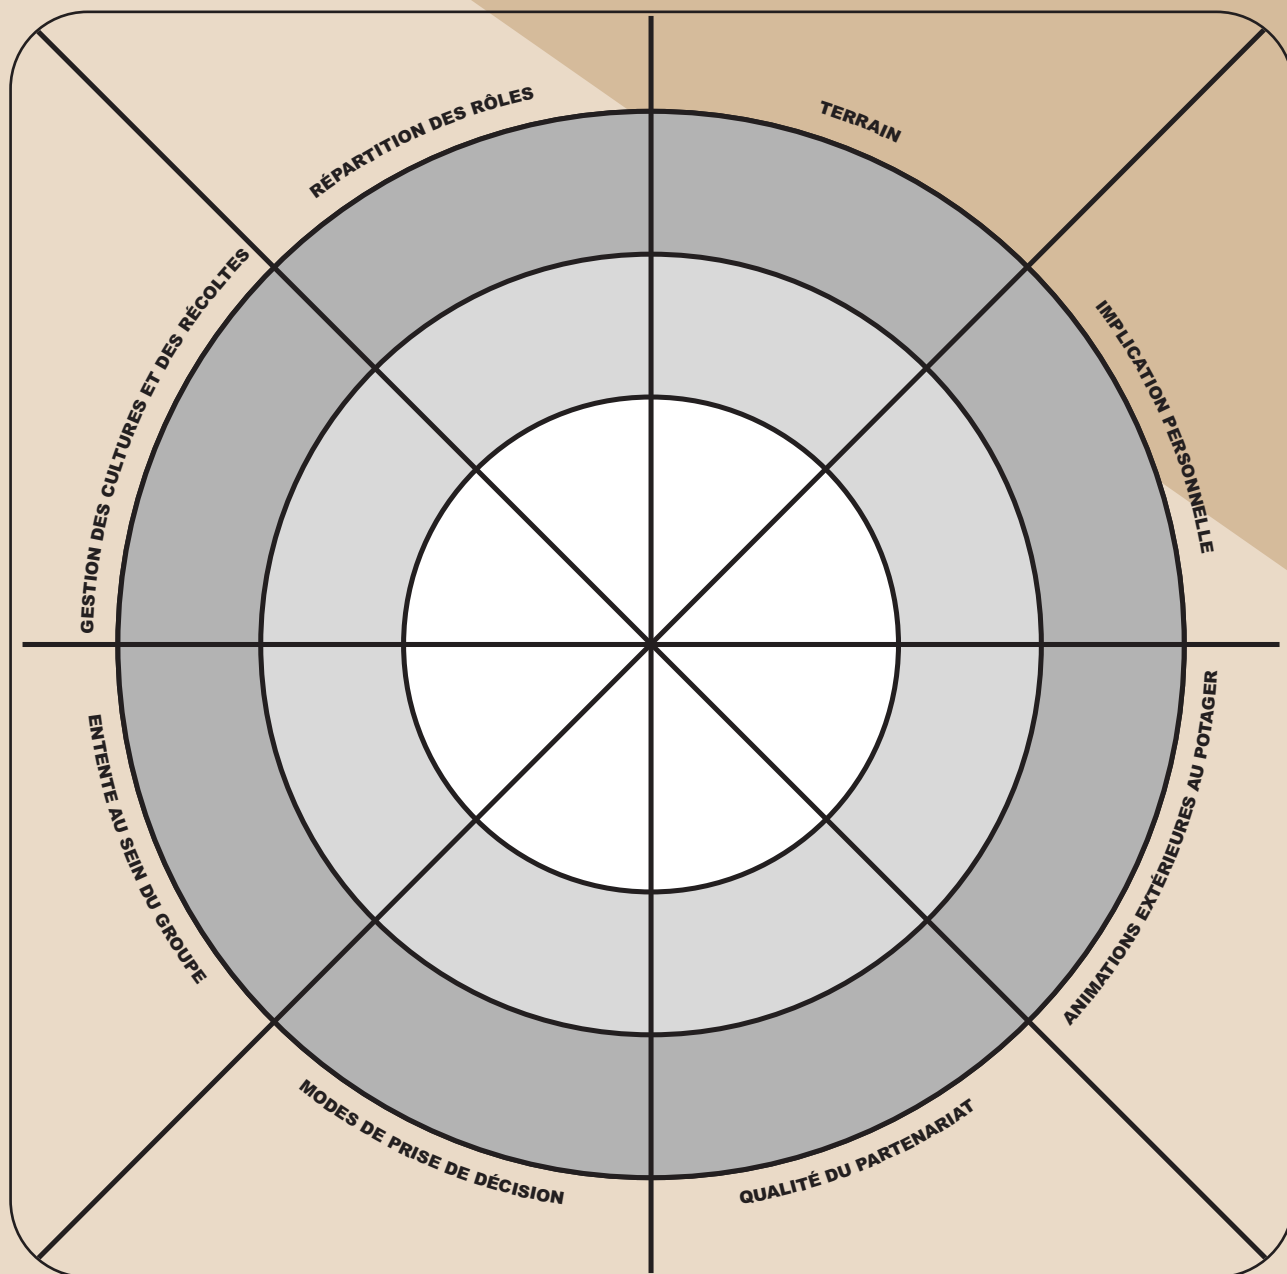 RÉPARTITION DES RÔLES
TERRAIN
IMPLICATION PERSONNELLE
ANIMATIONS EXTÉRIEURES AU POTAGER
QUALITÉ DU PARTENARIAT
MODES DE PRISE DE DÉCISION
ENTENTE AU SEIN DU GROUPE
GESTION DES CULTURES ET DES RÉCOLTES